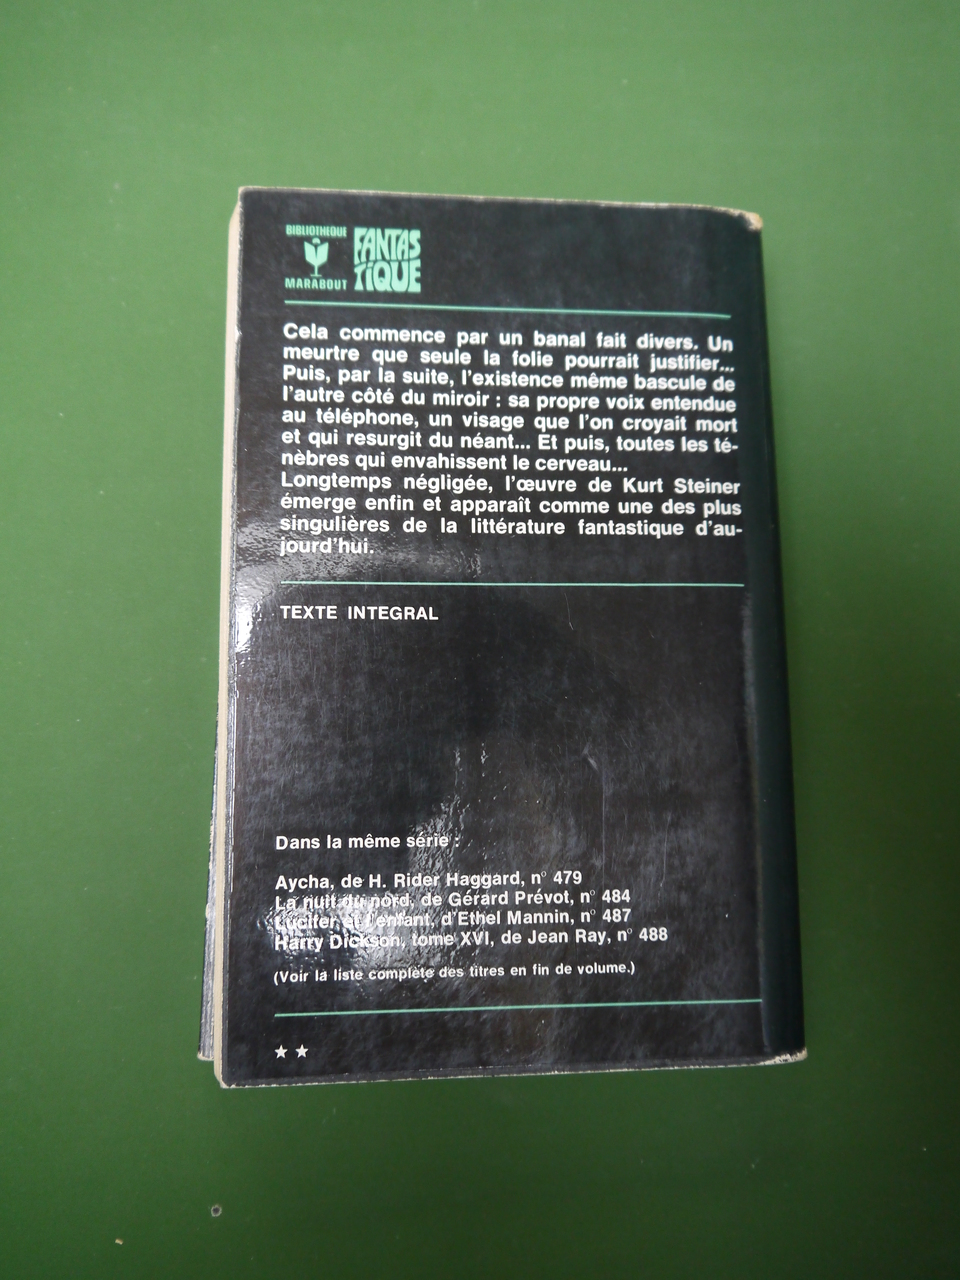 BIBLIOTHEQUE
MARABOUT
FANTAS
TIQUE
Cela commence par un banal fait divers. Un
meurtre que seule la folie pourrait justifier...
Puis, par la suite, l'existence même bascule de
l'autre côté du miroir : sa propre voix entendue
au téléphone, un visage que l'on croyait mort
et qui resurgit du néant... Et puis, toutes les té-
nèbres qui envahissent le cerveau...
Longtemps négligée, l'œuvre de Kurt Steiner
émerge enfin et apparaît comme une des plus
singulières de la littérature fantastique d'au-
jourd'hui.
TEXTE INTEGRAL
Dans la même série :
Aycha, de H. Rider Haggard, n° 479
La nuit du nord, de Gérard Prévot, n° 484
Lucifer et l'enfant, d'Ethel Mannin, n° 487
Harry Dickson, tome XVI, de Jean Ray, n° 488
(Voir la liste complète des titres en fin de volume.)